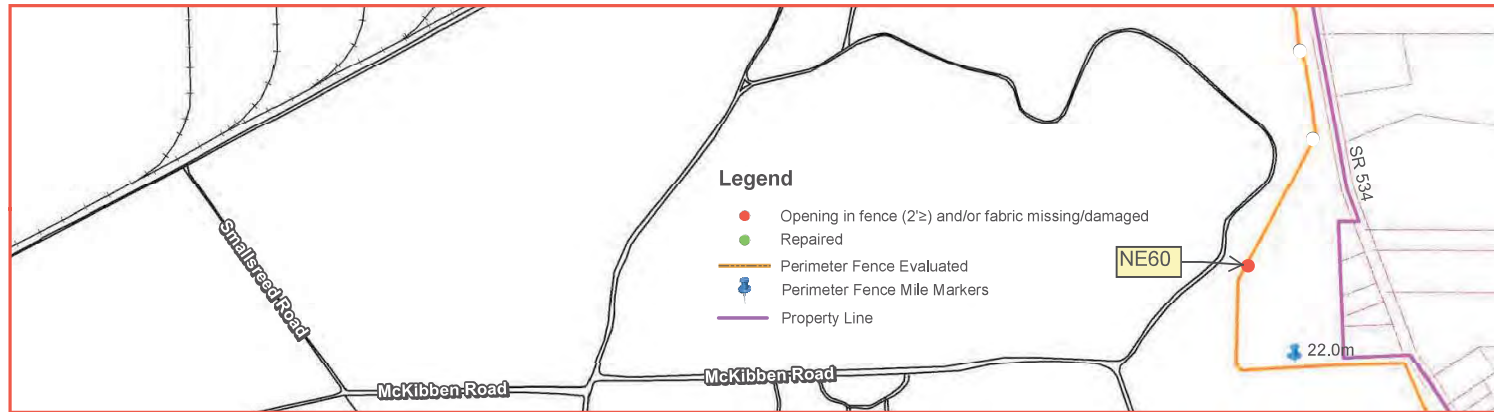 SR 534
Legend
Opening in fence (2'≥) and/or fabric missing/damaged
Repaired
Perimeter Fence Evaluated
Perimeter Fence Mile Markers
Property Line
NE60
Smallsreed Road
22.0m
McKibben Road
McKibben Road